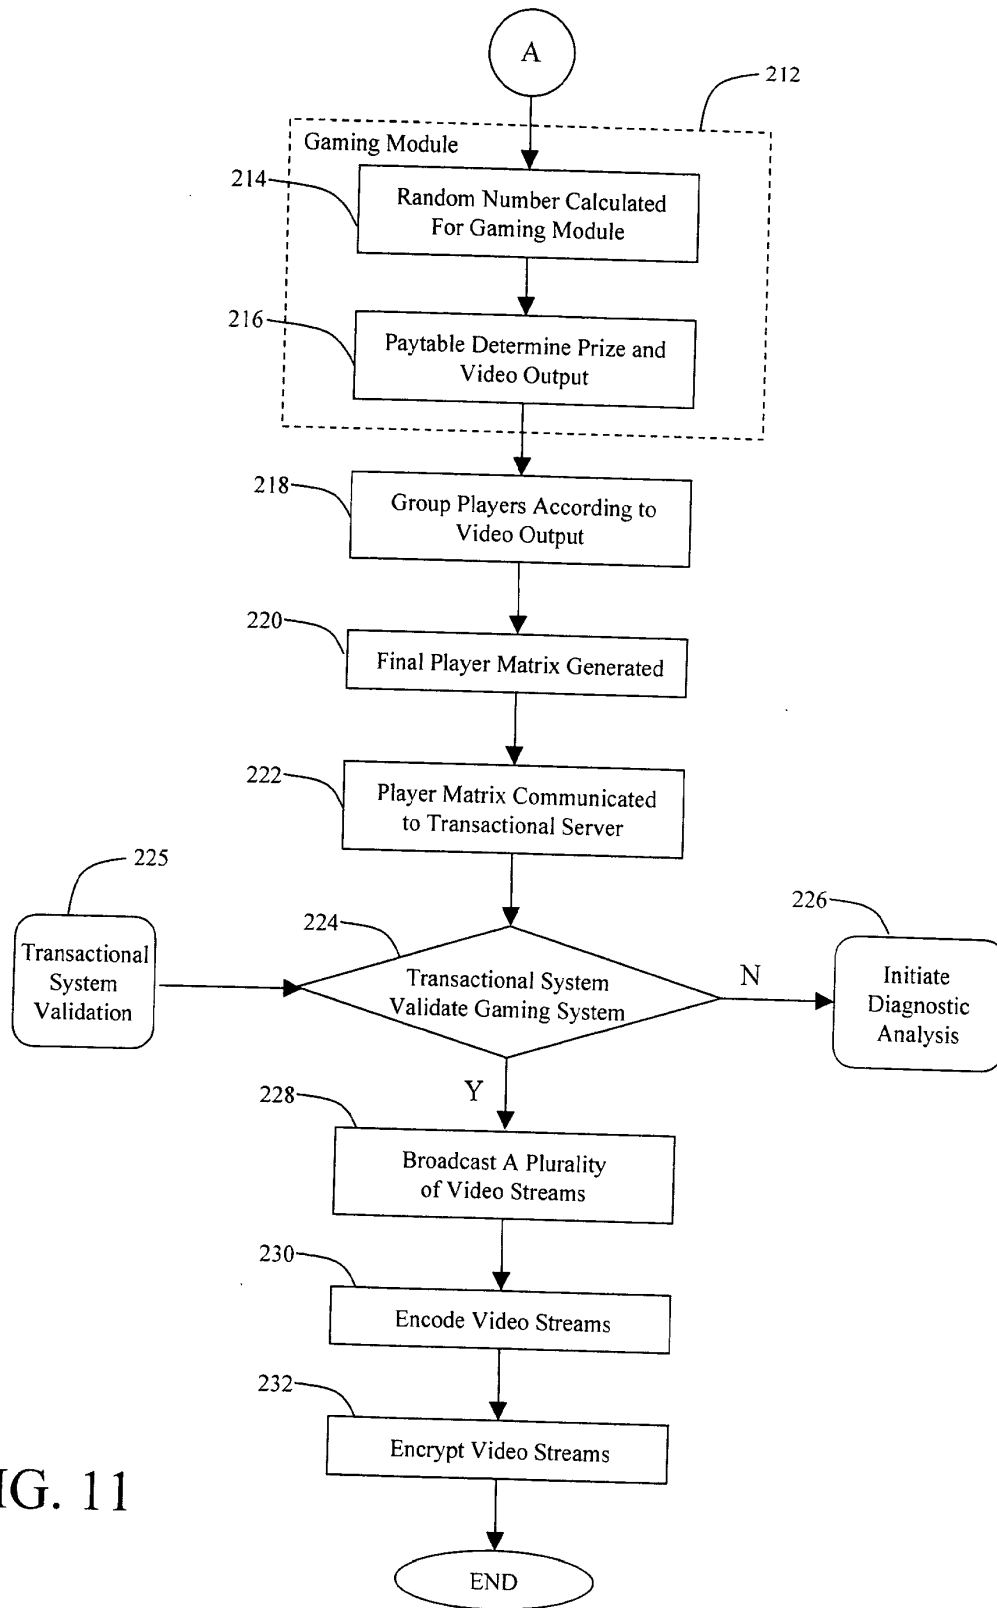 A
212
Gaming Module
214
Random Number Calculated
For Gaming Module
216
Paytable Determine Prize and
Video Output
218
Group Players According to
Video Output
220
Final Player Matrix Generated
222
Player Matrix Communicated
to Transactional Server
225
Transactional
System
Validation
224
Transactional System
Validate Gaming System
N
226
Initiate
Diagnostic
Analysis
Y
228
Broadcast A Plurality
of Video Streams
230
Encode Video Streams
232
Encrypt Video Streams
IG. 11
END